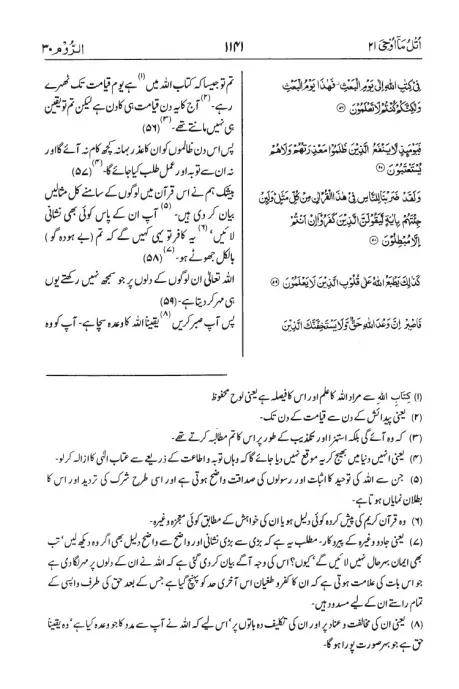 اُتْلُ مَآ اُوْحِیَ ۲۱
۱۱۴۱
الرُّوْم ۳۰
فِیْ كِتٰبِ اللّٰهِ اِلٰی یَوْمِ الْبَعْثِ ۫ فَهٰذَا یَوْمُ الْبَعْثِ
وَلٰكِنَّكُمْ كُنْتُمْ لَا تَعْلَمُوْنَ
فَیَوْمَىِٕذٍ لَّا یَنْفَعُ الَّذِیْنَ ظَلَمُوْا مَعْذِرَتُهُمْ وَلَا هُمْ
یُسْتَعْتَبُوْنَ
وَلَقَدْ ضَرَبْنَا لِلنَّاسِ فِیْ هٰذَا الْقُرْاٰنِ مِنْ كُلِّ مَثَلٍ ؕ وَلَىِٕنْ
جِئْتَهُمْ بِاٰیَةٍ لَّیَقُوْلَنَّ الَّذِیْنَ كَفَرُوْۤا اِنْ اَنْتُمْ
اِلَّا مُبْطِلُوْنَ
كَذٰلِكَ یَطْبَعُ اللّٰهُ عَلٰی قُلُوْبِ الَّذِیْنَ لَا یَعْلَمُوْنَ
فَاصْبِرْ اِنَّ وَعْدَ اللّٰهِ حَقٌّ وَّلَا یَسْتَخِفَّنَّكَ الَّذِیْنَ
تم تو جیسا کہ کتاب اللہ میں (۱) ہے یوم قیامت تک ٹھہرے
رہے۔ (۲) آج کا یہ دن قیامت ہی کا دن ہے لیکن تم تو یقین
ہی نہیں مانتے تھے۔ (۳) (۵۶)
پس اس دن ظالموں کو ان کا عذر بہانہ کچھ کام نہ آئے گا اور
نہ ان سے توبہ اور عمل طلب کیا جائے گا۔ (۴) (۵۷)
بیشک ہم نے اس قرآن میں لوگوں کے سامنے کل مثالیں
بیان کر دی ہیں۔ (۵) آپ ان کے پاس کوئی بھی نشانی
لائیں' (۶) یہ کافر تو یہی کہیں گے کہ تم (بے ہودہ گو)
بالکل جھوٹے ہو۔ (۷) (۵۸)
اللہ تعالیٰ ان لوگوں کے دلوں پر جو سمجھ نہیں رکھتے یوں
ہی مہر کر دیتا ہے۔ (۵۹)
پس آپ صبر کریں (۸) یقیناً اللہ کا وعدہ سچا ہے۔ آپ کو وہ
(۱) كِتَابِ اللهِ سے مراد اللہ کا علم اور اس کا فیصلہ ہے یعنی لوح محفوظ
(۲) یعنی پیدائش کے دن سے قیامت کے دن تک۔
(۳) کہ وہ آئے گی بلکہ استہزا اور تکذیب کے طور پر اس کا تم مطالبہ کرتے تھے۔
(۴) یعنی انہیں دنیا میں بھیج کر یہ موقع نہیں دیا جائے گا کہ وہاں توبہ و اطاعت کے ذریعے سے عتاب الٰہی کا ازالہ کر لو۔
(۵) جن سے اللہ کی توحید کا اثبات اور رسولوں کی صداقت واضح ہوتی ہے اور اسی طرح شرک کی تردید اور اس کا
بطلان نمایاں ہوتا ہے۔
(۶) وہ قرآن کریم کی پیش کردہ کوئی دلیل ہو یا ان کی خواہش کے مطابق کوئی معجزہ وغیرہ۔
(۷) یعنی جادو وغیرہ کے پیروکار۔ مطلب یہ ہے کہ بڑی سے بڑی نشانی اور واضح سے واضح دلیل بھی اگر وہ دیکھ لیں' تب
بھی ایمان بہرحال نہیں لائیں گے' کیوں؟ اس کی وجہ آگے بیان کر دی گئی ہے کہ اللہ نے ان کے دلوں پر مہر لگا دی ہے
جو اس بات کی علامت ہوتی ہے کہ ان کا کفر و طغیان اس آخری حد کو پہنچ گیا ہے جس کے بعد حق کی طرف واپسی کے
تمام راستے ان کے لیے مسدود ہیں۔
(۸) یعنی ان کی مخالفت و عناد پر اور ان کی تکلیف دہ باتوں پر' اس لیے کہ اللہ نے آپ سے مدد کا جو وعدہ کیا ہے' وہ یقیناً
حق ہے جو بہر صورت پورا ہو گا۔